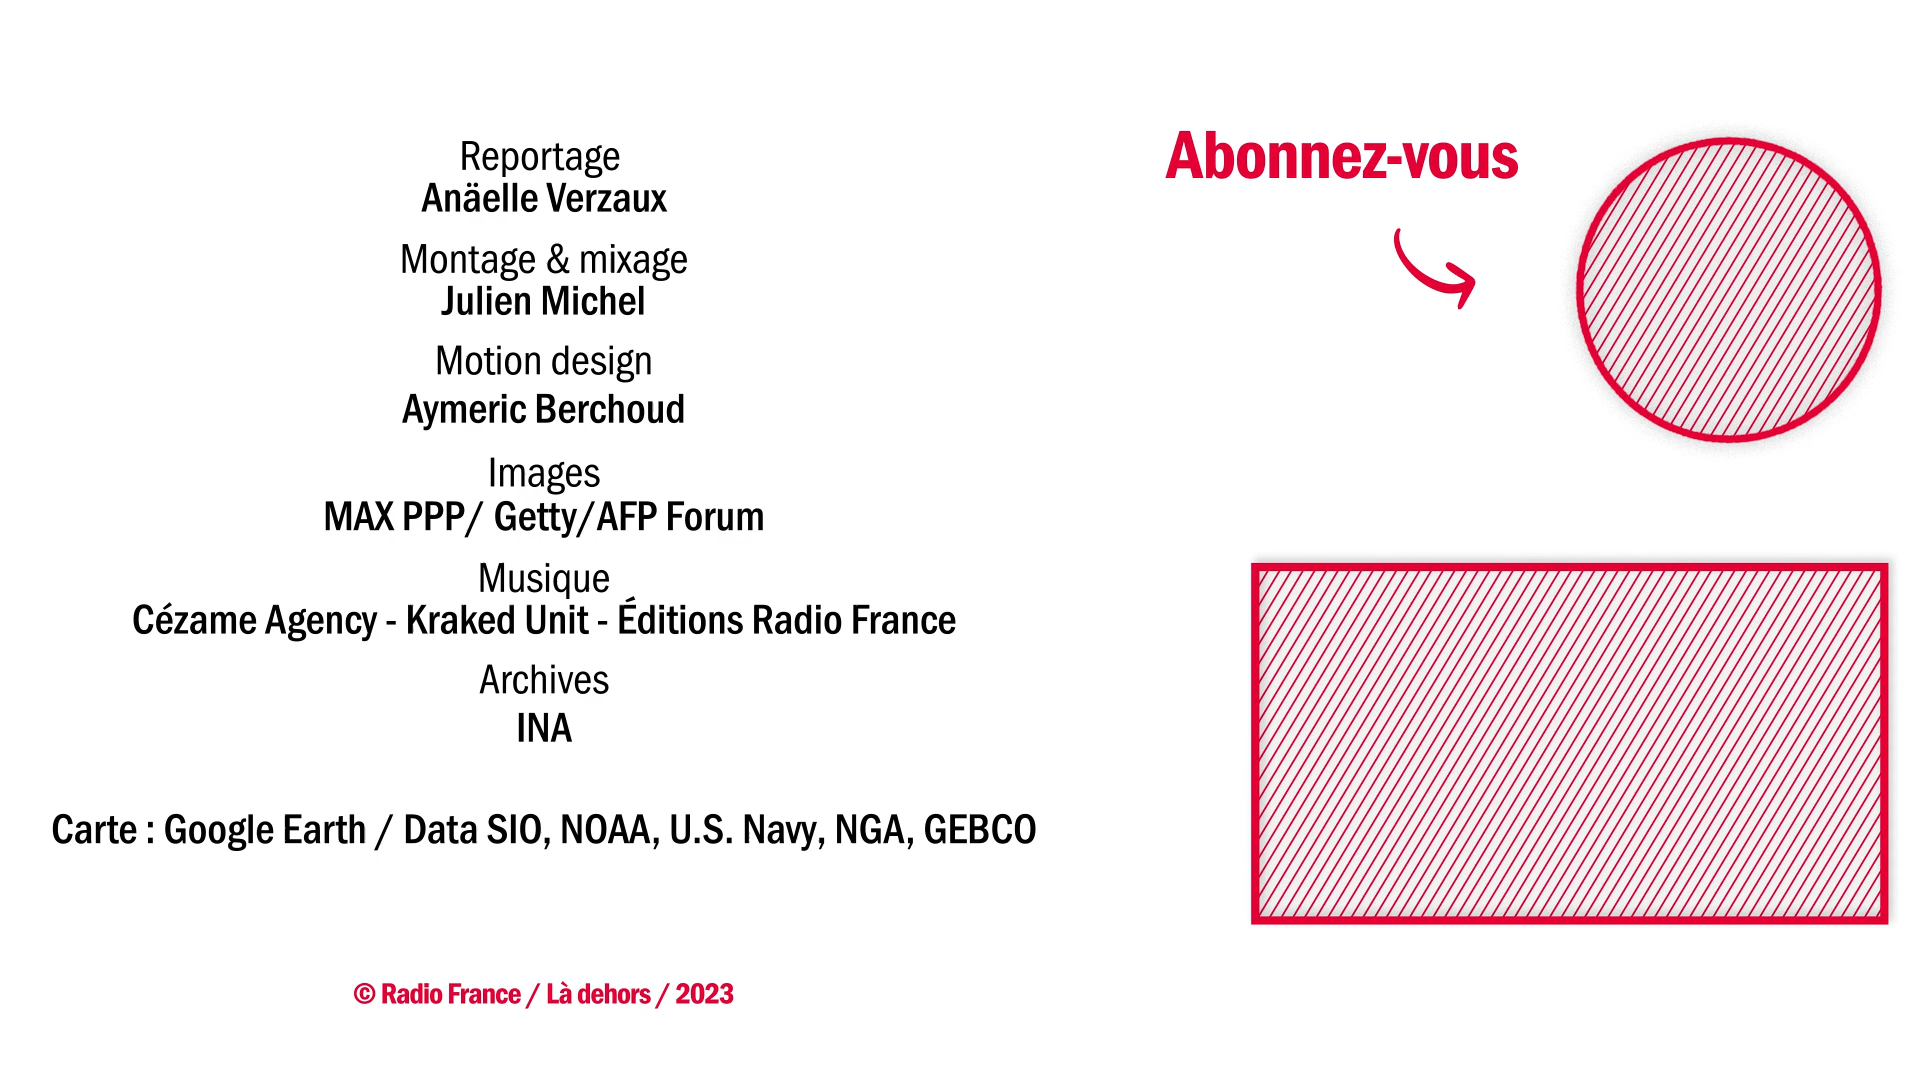 Reportage
Anäelle Verzaux
Montage & mixage
Julien Michel
Motion design
Aymeric Berchoud
Images
MAX PPP/ Getty/AFP Forum
Musique
Cézame Agency - Kraked Unit - Éditions Radio France
Archives
INA
Carte : Google Earth / Data SIO, NOAA, U.S. Navy, NGA, GEBCO
© Radio France / Là dehors / 2023
Abonnez-vous